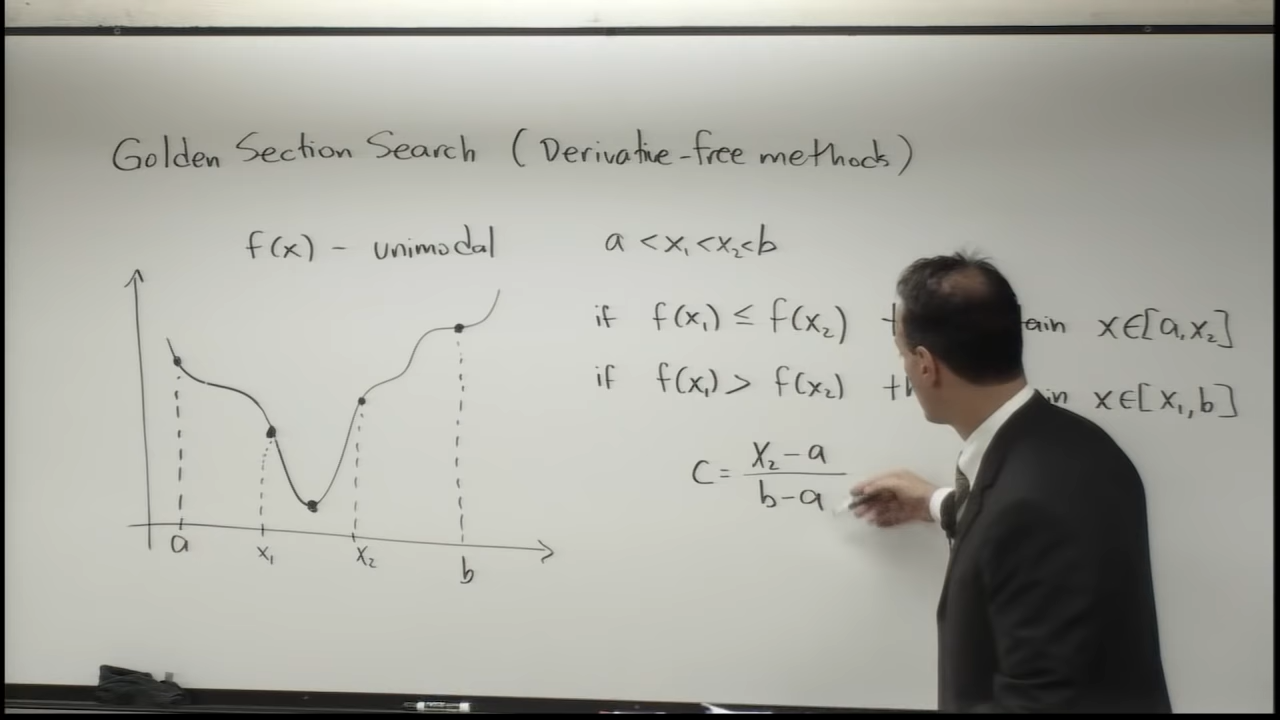 Golden Section Search (Derivative-free methods)
f(x) - unimodal
a < x₁ < x₂ < b
if f(x₁) ≤ f(x₂) x∈[a,x₂]
if f(x₁) > f(x₂) x∈[x₁,b]
C = (x₂-a)/(b-a)
a x₁ x₂ b